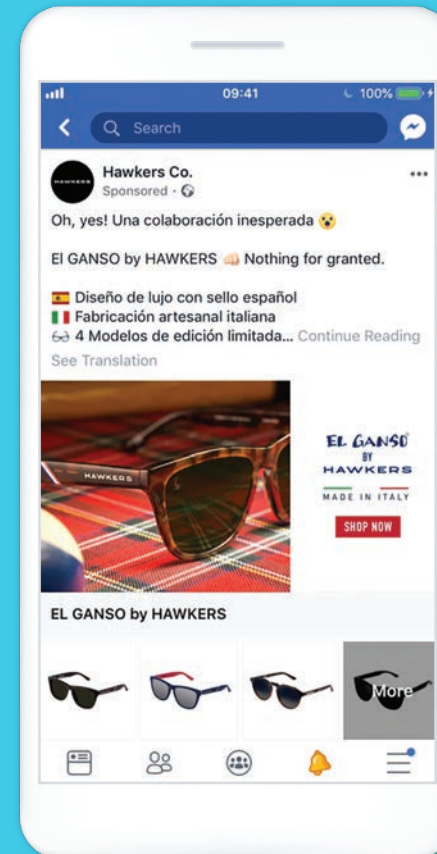 09:41
100%
Search
HAWKERS
Hawkers Co.
Sponsored ·
Oh, yes! Una colaboración inesperada 😮
El GANSO by HAWKERS 👊🏻 Nothing for granted.
🇪🇸 Diseño de lujo con sello español
🇮🇹 Fabricación artesanal italiana
👓 4 Modelos de edición limitada... Continue Reading
See Translation
HAWKERS
EL GANSO
BY
HAWKERS
MADE IN ITALY
SHOP NOW
EL GANSO by HAWKERS
More